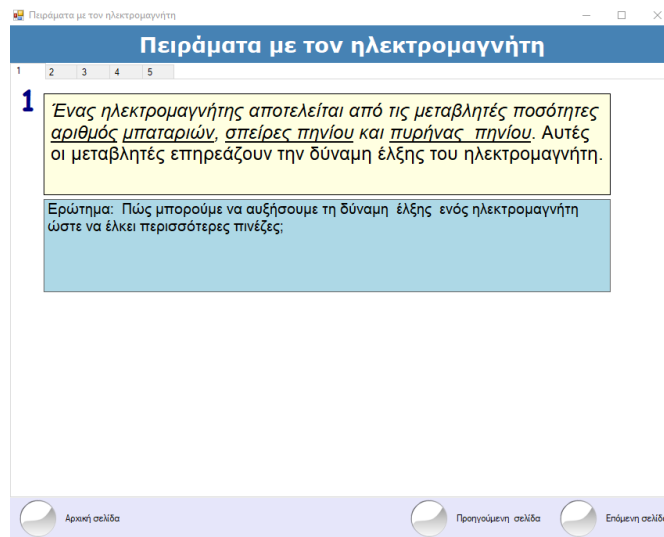 Πειράματα με τον ηλεκτρομαγνήτη
Πειράματα με τον ηλεκτρομαγνήτη
1 2 3 4 5
1
Ένας ηλεκτρομαγνήτης αποτελείται από τις μεταβλητές ποσότητες
αριθμός μπαταριών, σπείρες πηνίου και πυρήνας πηνίου. Αυτές
οι μεταβλητές επηρεάζουν την δύναμη έλξης του ηλεκτρομαγνήτη.
Ερώτημα: Πώς μπορούμε να αυξήσουμε τη δύναμη έλξης ενός ηλεκτρομαγνήτη
ώστε να έλκει περισσότερες πινέζες;
Αρχική σελίδα Προηγούμενη σελίδα Επόμενη σελίδα